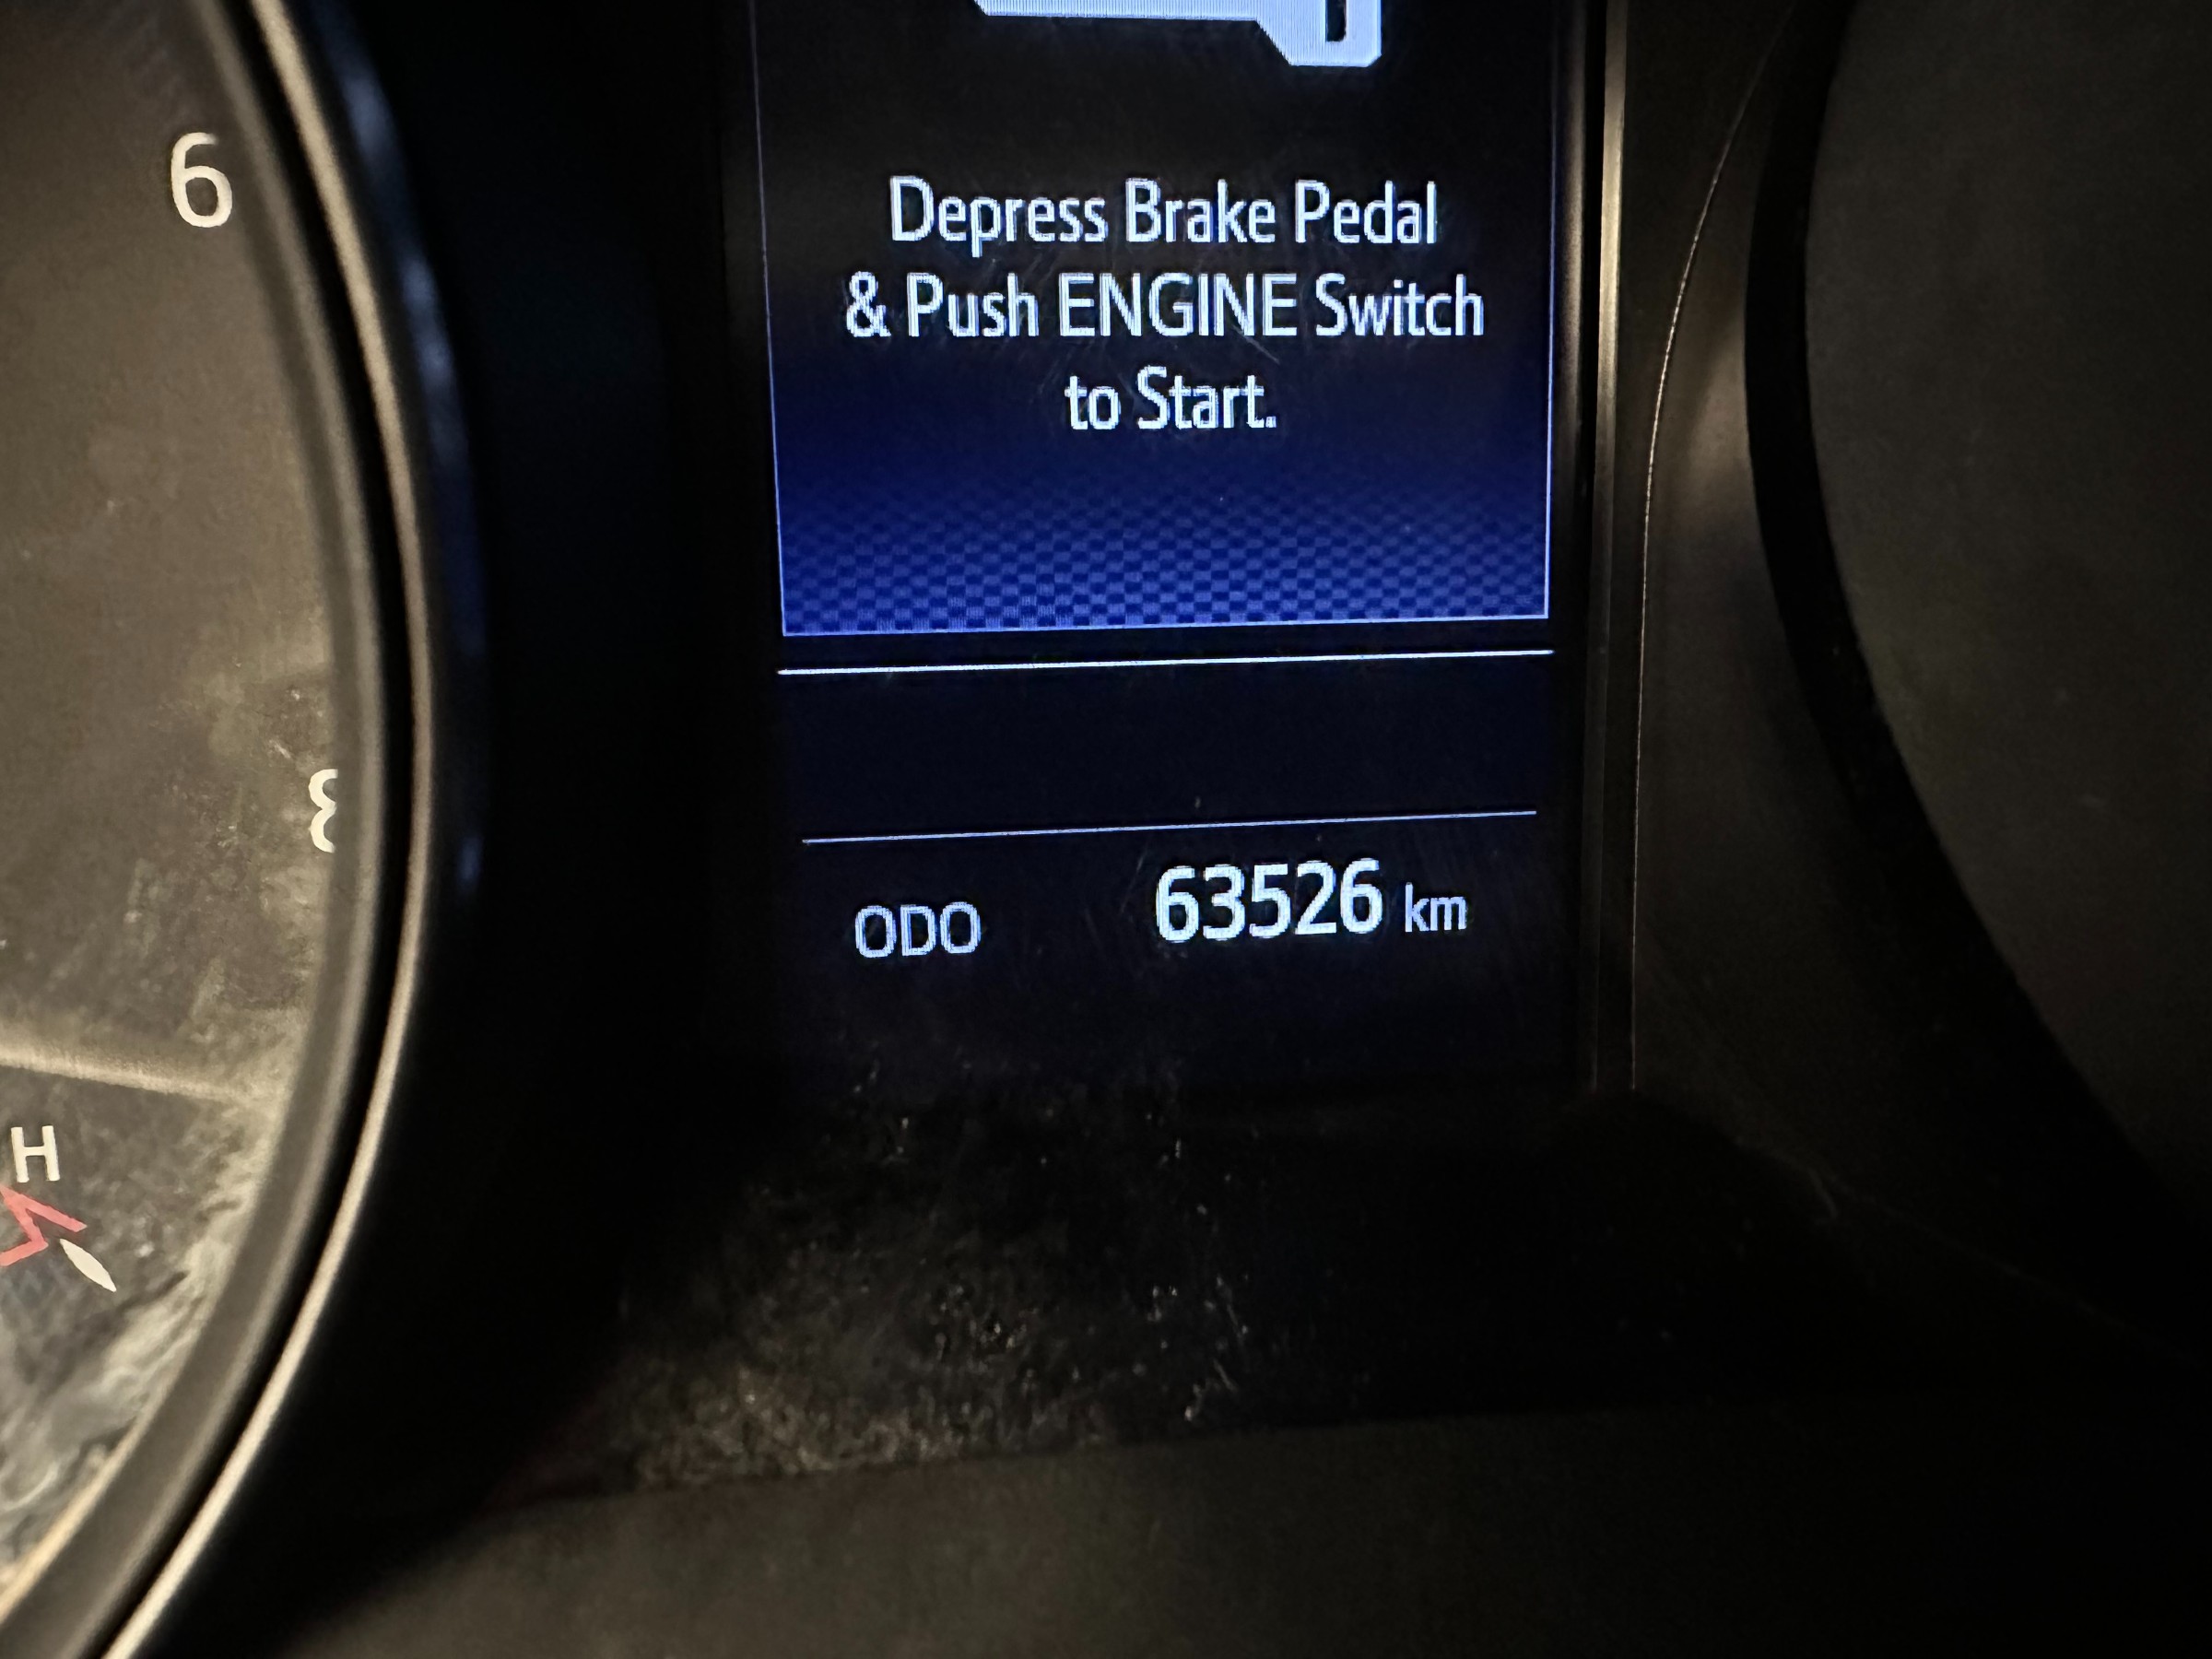 6
Depress Brake Pedal
& Push ENGINE Switch
to Start.
8
ODO 63526 km
H